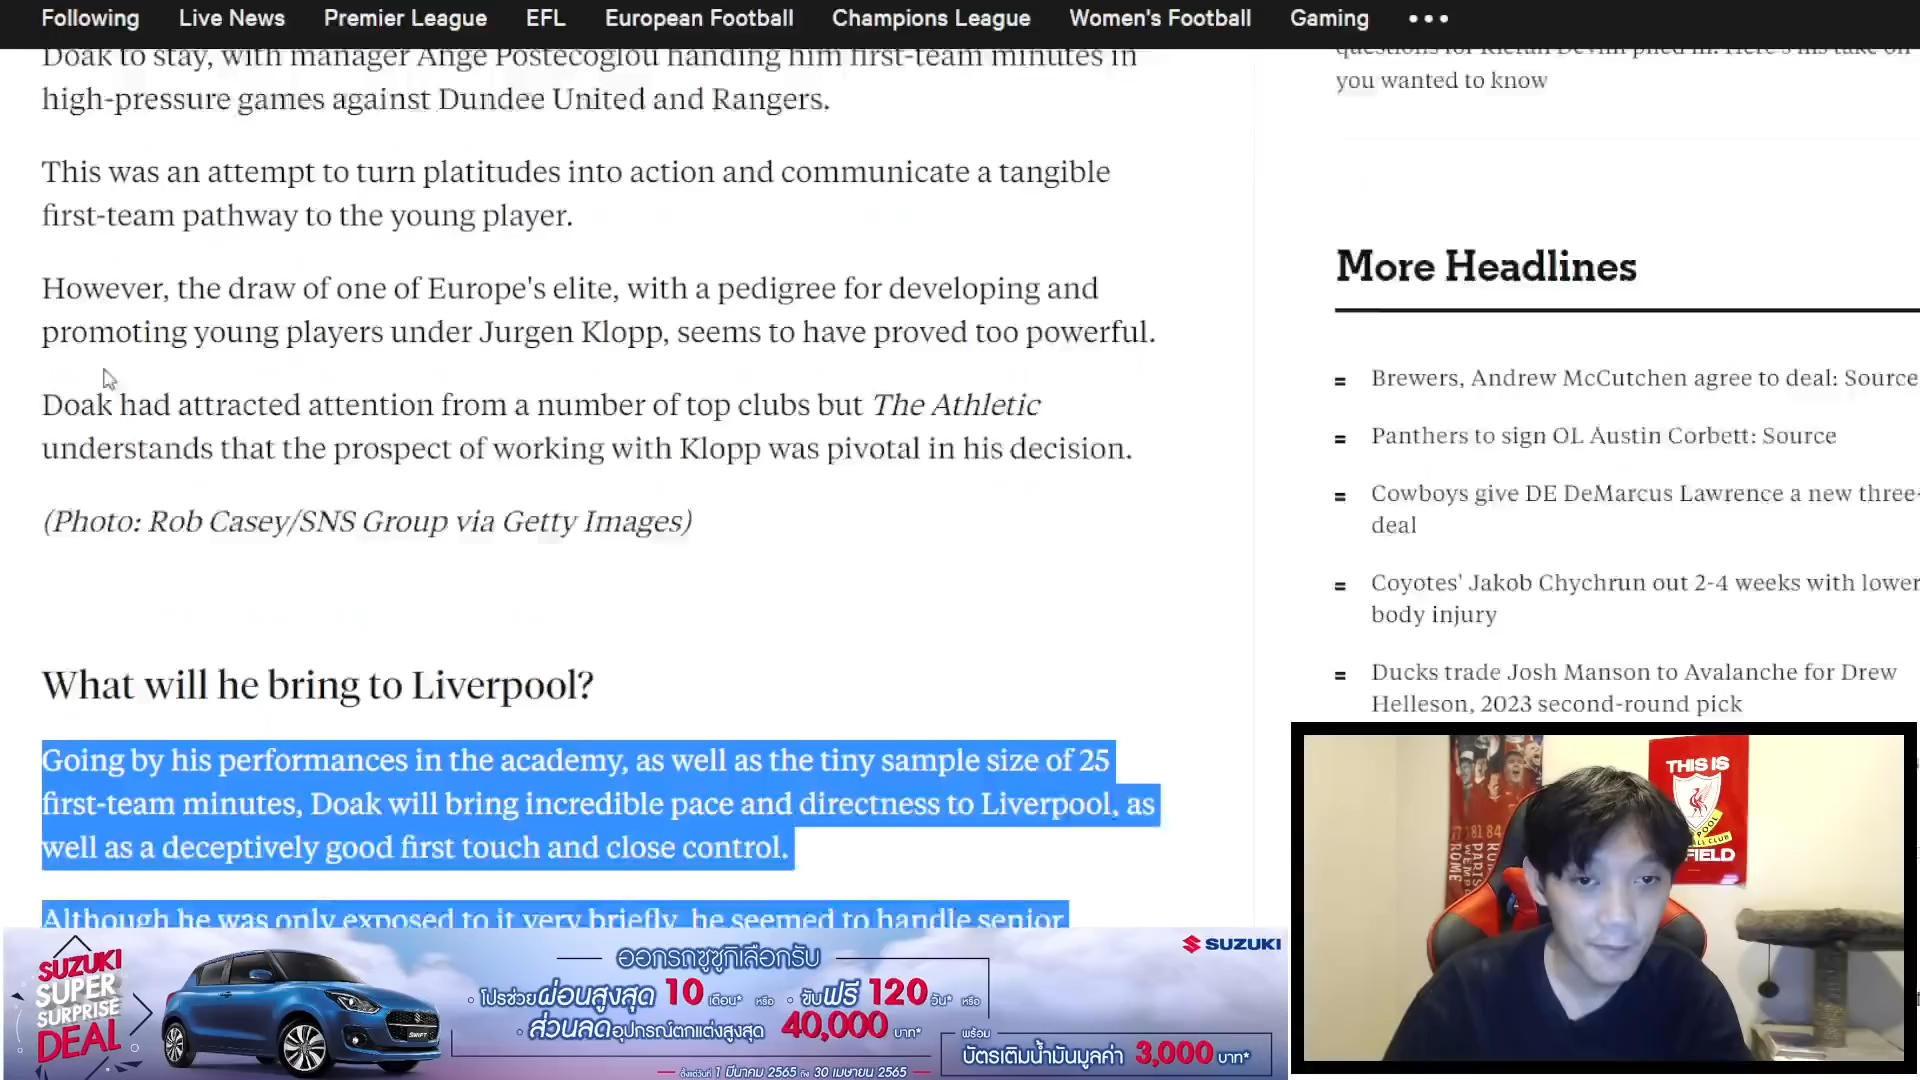 Following Live News Premier League EFL European Football Champions League Women's Football Gaming
Doak to stay, with manager Ange Postecoglou handing him first-team minutes in
high-pressure games against Dundee United and Rangers.
This was an attempt to turn platitudes into action and communicate a tangible
first-team pathway to the young player.
However, the draw of one of Europe's elite, with a pedigree for developing and
promoting young players under Jurgen Klopp, seems to have proved too powerful.
Doak had attracted attention from a number of top clubs but The Athletic
understands that the prospect of working with Klopp was pivotal in his decision.
(Photo: Rob Casey/SNS Group via Getty Images)
What will he bring to Liverpool?
Going by his performances in the academy, as well as the tiny sample size of 25
first-team minutes, Doak will bring incredible pace and directness to Liverpool, as
well as a deceptively good first touch and close control.
Although he was only exposed to it very briefly, he seemed to handle senior
questions for Kieran Devlin piled in. Here's his take on
you wanted to know
More Headlines
Brewers, Andrew McCutchen agree to deal: Source
Panthers to sign OL Austin Corbett: Source
Cowboys give DE DeMarcus Lawrence a new three-
deal
Coyotes' Jakob Chychrun out 2-4 weeks with lower
body injury
Ducks trade Josh Manson to Avalanche for Drew
Helleson, 2023 second-round pick
SUZUKI
SUPER
SURPRISE
DEAL
SWIFT
ออกรถซูซูกิเลือกรับ
• โปรช่วยผ่อนสูงสุด 10 เดือน* หรือ • ขับฟรี 120 วัน* หรือ
• ส่วนลดอุปกรณ์ตกแต่งสูงสุด 40,000 บาท*
พร้อม
บัตรเติมน้ำมันมูลค่า 3,000 บาท*
ตั้งแต่วันที่ 1 มีนาคม 2565 ถึง 30 เมษายน 2565
SUZUKI
THIS IS
ALL CLUB
FIELD
77 81 84
ROME
WEMP
PARIS
ROM